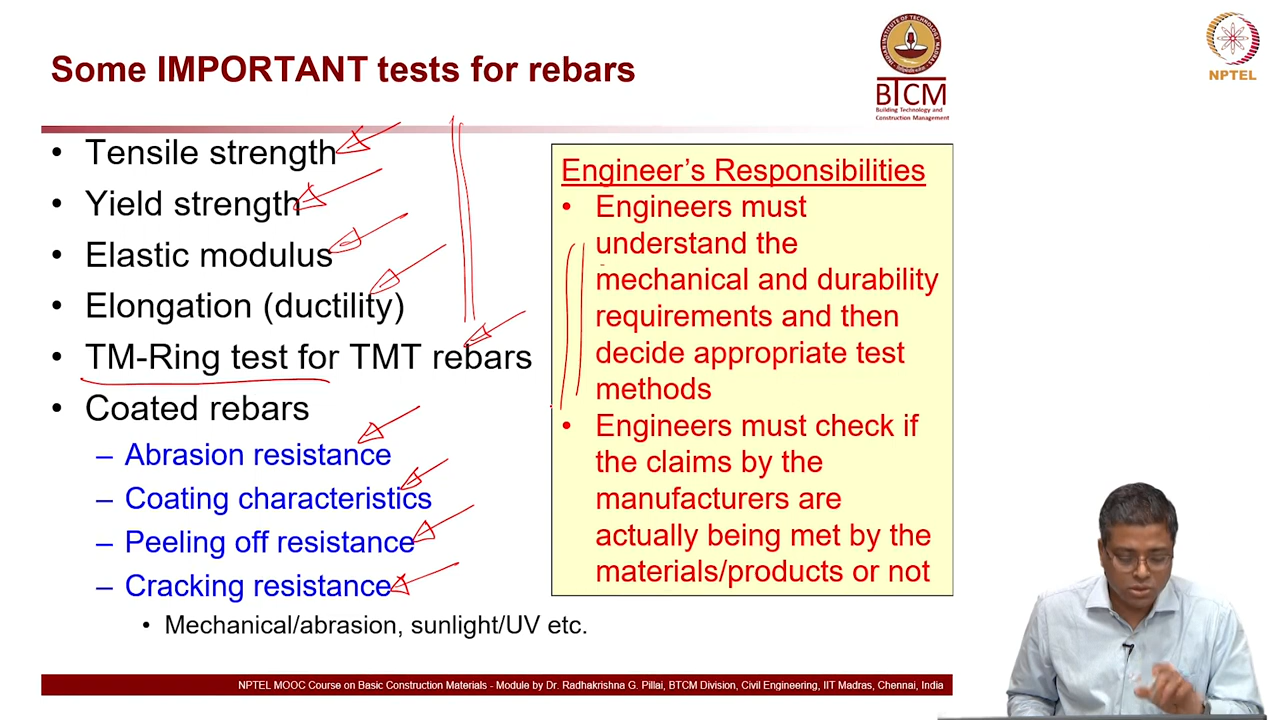 Some IMPORTANT tests for rebars
BTCM
Building Technology and
Construction Management
NPTEL
• Tensile strength
• Yield strength
• Elastic modulus
• Elongation (ductility)
• TM-Ring test for TMT rebars
• Coated rebars
– Abrasion resistance
– Coating characteristics
– Peeling off resistance
– Cracking resistance
• Mechanical/abrasion, sunlight/UV etc.
Engineer’s Responsibilities
• Engineers must
understand the
mechanical and durability
requirements and then
decide appropriate test
methods
• Engineers must check if
the claims by the
manufacturers are
actually being met by the
materials/products or not
NPTEL MOOC Course on Basic Construction Materials - Module by Dr. Radhakrishna G. Pillai, BTCM Division, Civil Engineering, IIT Madras, Chennai, India